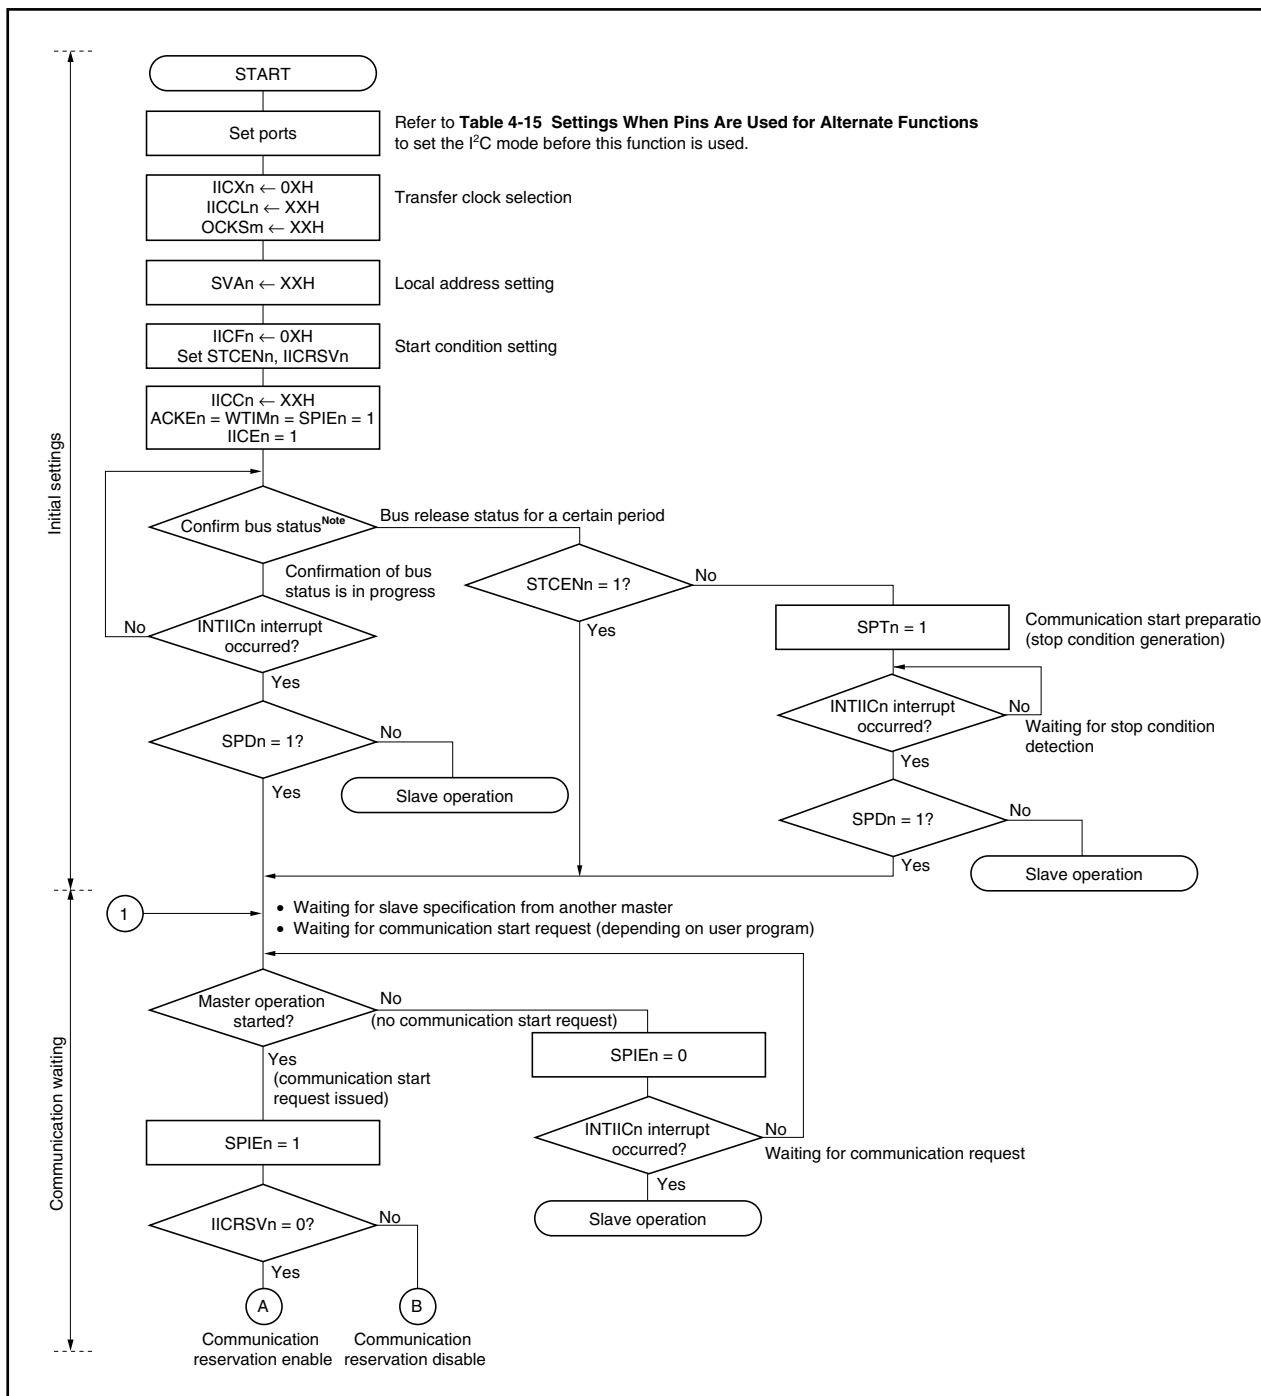 START
Set ports
Refer to Table 4-15 Settings When Pins Are Used for Alternate Functions
to set the I²C mode before this function is used.
IICXn ← 0XH
IICCLn ← XXH
OCKSm ← XXH
Transfer clock selection
SVAn ← XXH
Local address setting
IICFn ← 0XH
Set STCENn, IICRSVn
Start condition setting
IICCn ← XXH
ACKEn = WTIMn = SPIEn = 1
IICEn = 1
Initial settings
Confirm bus statusNote
Bus release status for a certain period
Confirmation of bus
status is in progress
STCENn = 1?
No
Yes
SPTn = 1
Communication start preparatio
(stop condition generation)
INTIICn interrupt
occurred?
No
Yes
INTIICn interrupt
occurred?
No
Waiting for stop condition
detection
Yes
SPDn = 1?
No
Yes
Slave operation
SPDn = 1?
No
Yes
Slave operation
1
• Waiting for slave specification from another master
• Waiting for communication start request (depending on user program)
Communication waiting
Master operation
started?
No
(no communication start request)
Yes
(communication start
request issued)
SPIEn = 0
INTIICn interrupt
occurred?
No
Waiting for communication request
Yes
Slave operation
SPIEn = 1
IICRSVn = 0?
No
Yes
A
B
Communication
reservation enable
Communication
reservation disable